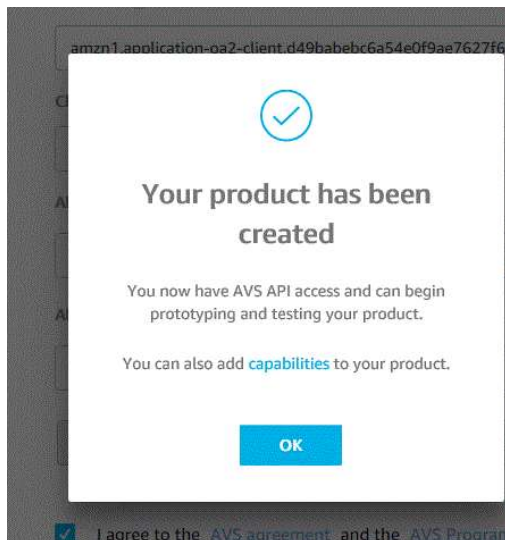 amzn1.application-oa2-client.d49babebc6a54e0f9ae7627f6
Your product has been
created
You now have AVS API access and can begin
prototyping and testing your product.
You can also add capabilities to your product.
OK
I agree to the AVS agreement and the AVS Program